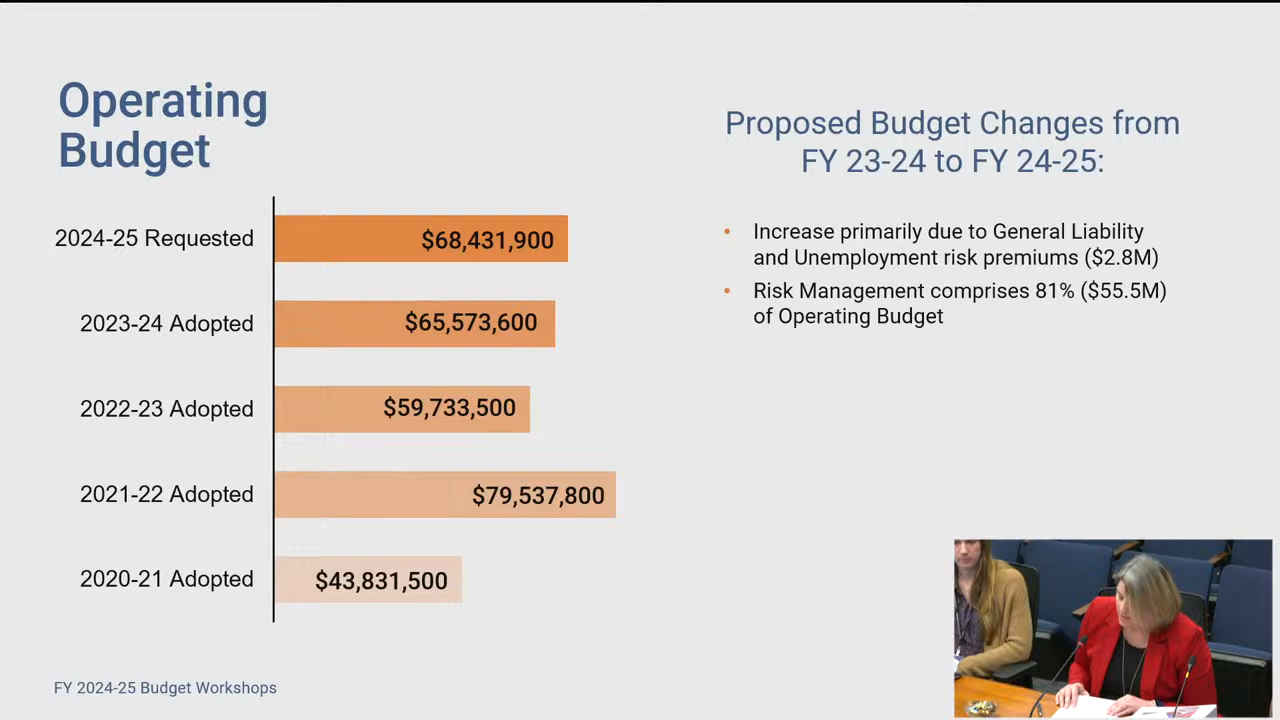 Operating
Budget
2024-25 Requested
$68,431,900
2023-24 Adopted
$65,573,600
2022-23 Adopted
$59,733,500
2021-22 Adopted
$79,537,800
2020-21 Adopted
$43,831,500
Proposed Budget Changes from
FY 23-24 to FY 24-25:
• Increase primarily due to General Liability
and Unemployment risk premiums ($2.8M)
• Risk Management comprises 81% ($55.5M)
of Operating Budget
FY 2024-25 Budget Workshops